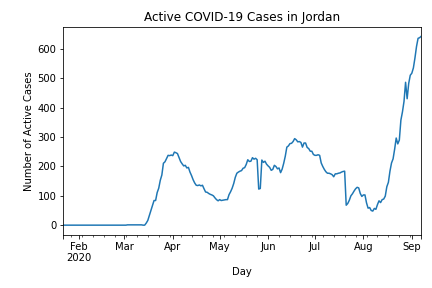 Active COVID-19 Cases in Jordan
Number of Active Cases
600
500
400
300
200
100
0
Feb Mar Apr May Jun Jul Aug Sep
2020
Day